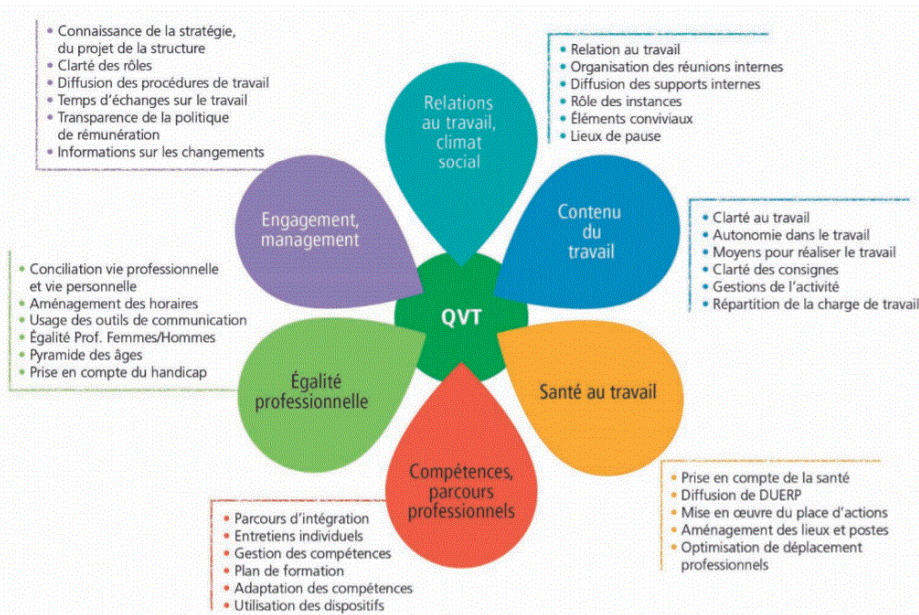 • Connaissance de la stratégie,
du projet de la structure
• Clarté des rôles
• Diffusion des procédures de travail
• Temps d'échanges sur le travail
• Transparence de la politique
de rémunération
• Informations sur les changements
Relations
au travail,
climat
social
• Relation au travail
• Organisation des réunions internes
• Diffusion des supports internes
• Rôle des instances
• Éléments conviviaux
• Lieux de pause
Engagement,
management
Contenu
du
travail
• Clarté au travail
• Autonomie dans le travail
• Moyens pour réaliser le travail
• Clarté des consignes
• Gestions de l'activité
• Répartition de la charge de travail
QVT
• Conciliation vie professionnelle
et vie personnelle
• Aménagement des horaires
• Usage des outils de communication
• Égalité Prof. Femmes/Hommes
• Pyramide des âges
• Prise en compte du handicap
Égalité
professionnelle
Santé au travail
• Prise en compte de la santé
• Diffusion de DUERP
• Mise en œuvre du place d'actions
• Aménagement des lieux et postes
• Optimisation de déplacement
professionnels
Compétences,
parcours
professionnels
• Parcours d'intégration
• Entretiens individuels
• Gestion des compétences
• Plan de formation
• Adaptation des compétences
• Utilisation des dispositifs